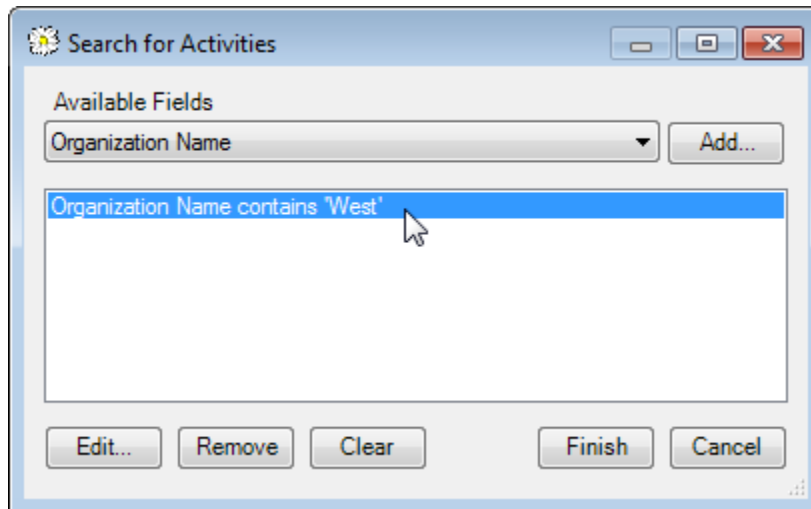 Search for Activities
Available Fields
Organization Name
Add...
Organization Name contains 'West'
Edit...
Remove
Clear
Finish
Cancel